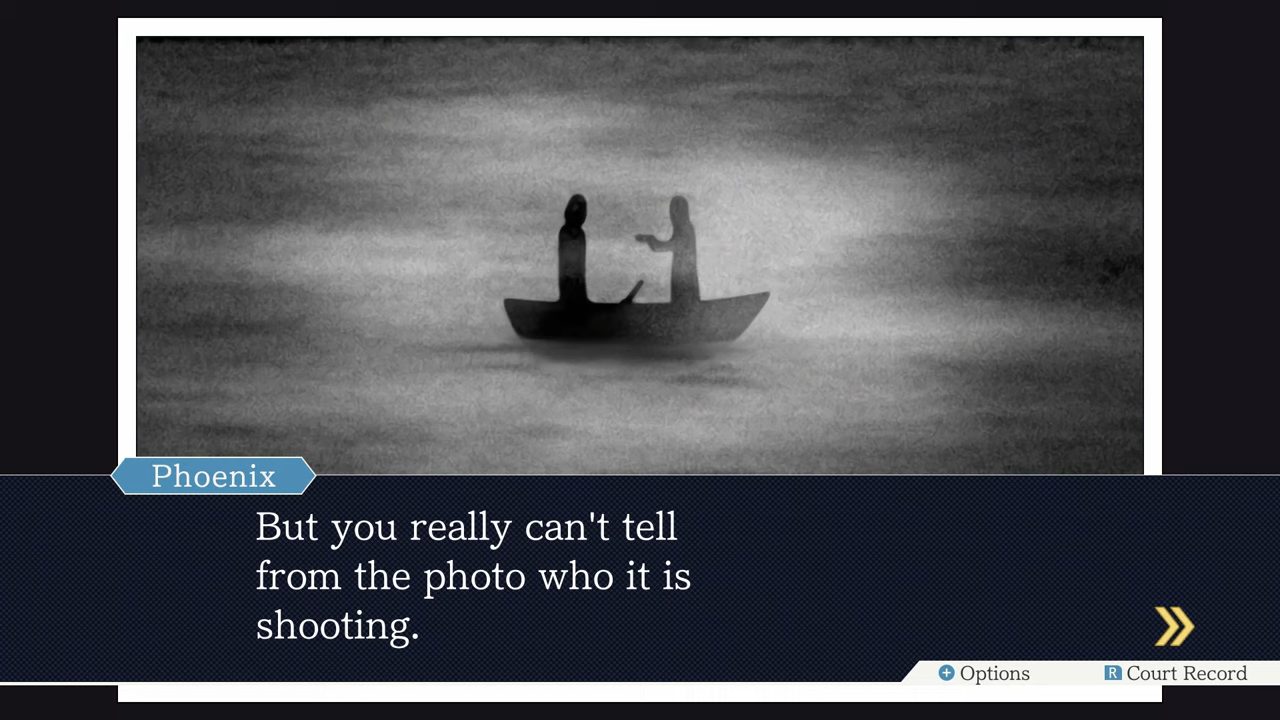 Phoenix
But you really can't tell
from the photo who it is
shooting.
Options
R Court Record